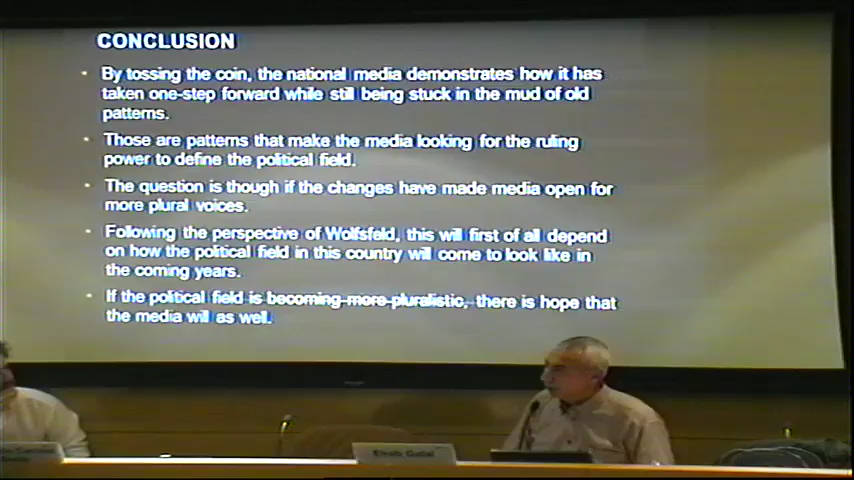 CONCLUSION
• By tossing the coin, the national media demonstrates how it has
taken one-step forward while still being stuck in the mud of old
patterns.
• Those are patterns that make the media looking for the ruling
power to define the political field.
• The question is though if the changes have made media open for
more plural voices.
• Following the perspective of Wolfsfeld, this will first of all depend
on how the political field in this country will come to look like in
the coming years.
• If the political field is becoming more pluralistic, there is hope that
the media will as well.